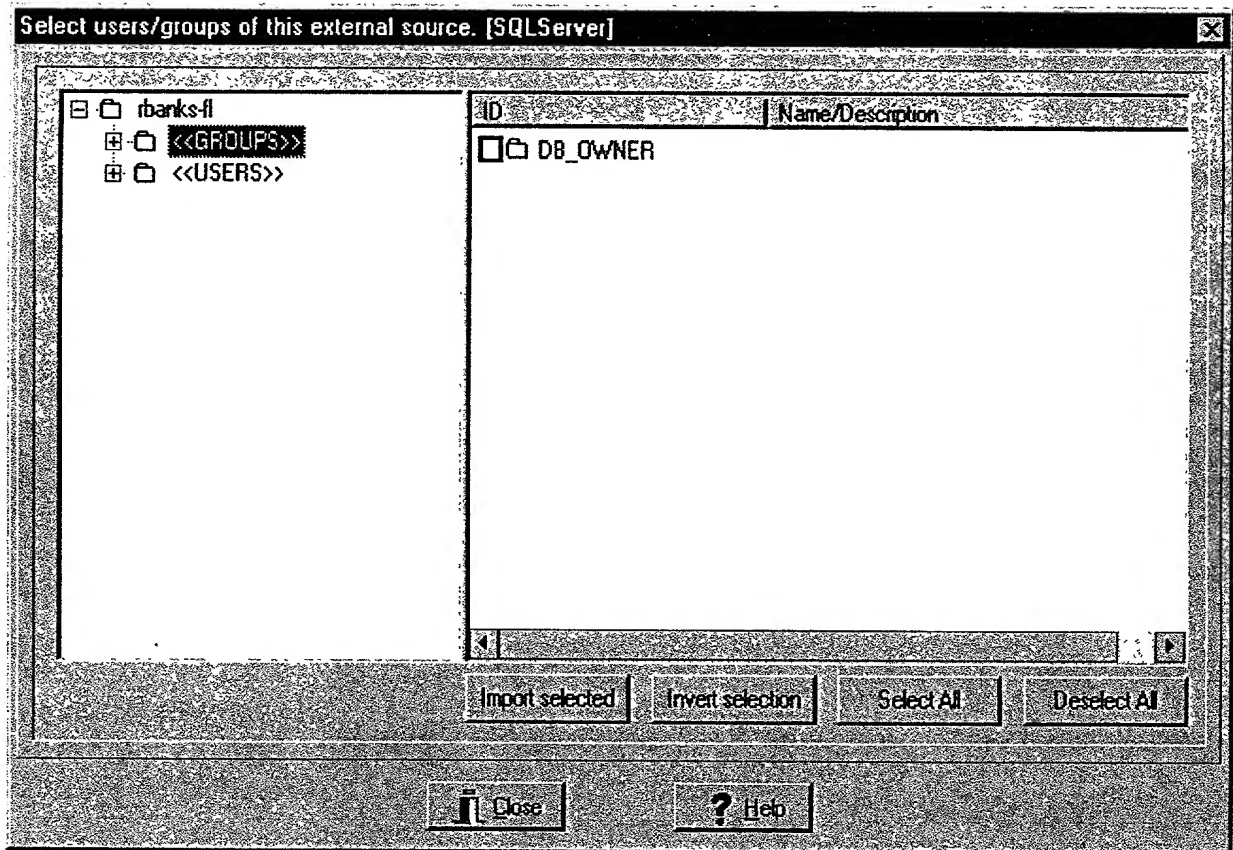 Select users/groups of this external source. [SQLServer]
rbanks-fl
<<GROUPS>>
<<USERS>>
ID Name/Description
DB_OWNER
Import selected Invert selection Select All Deselect All
Close ? Help